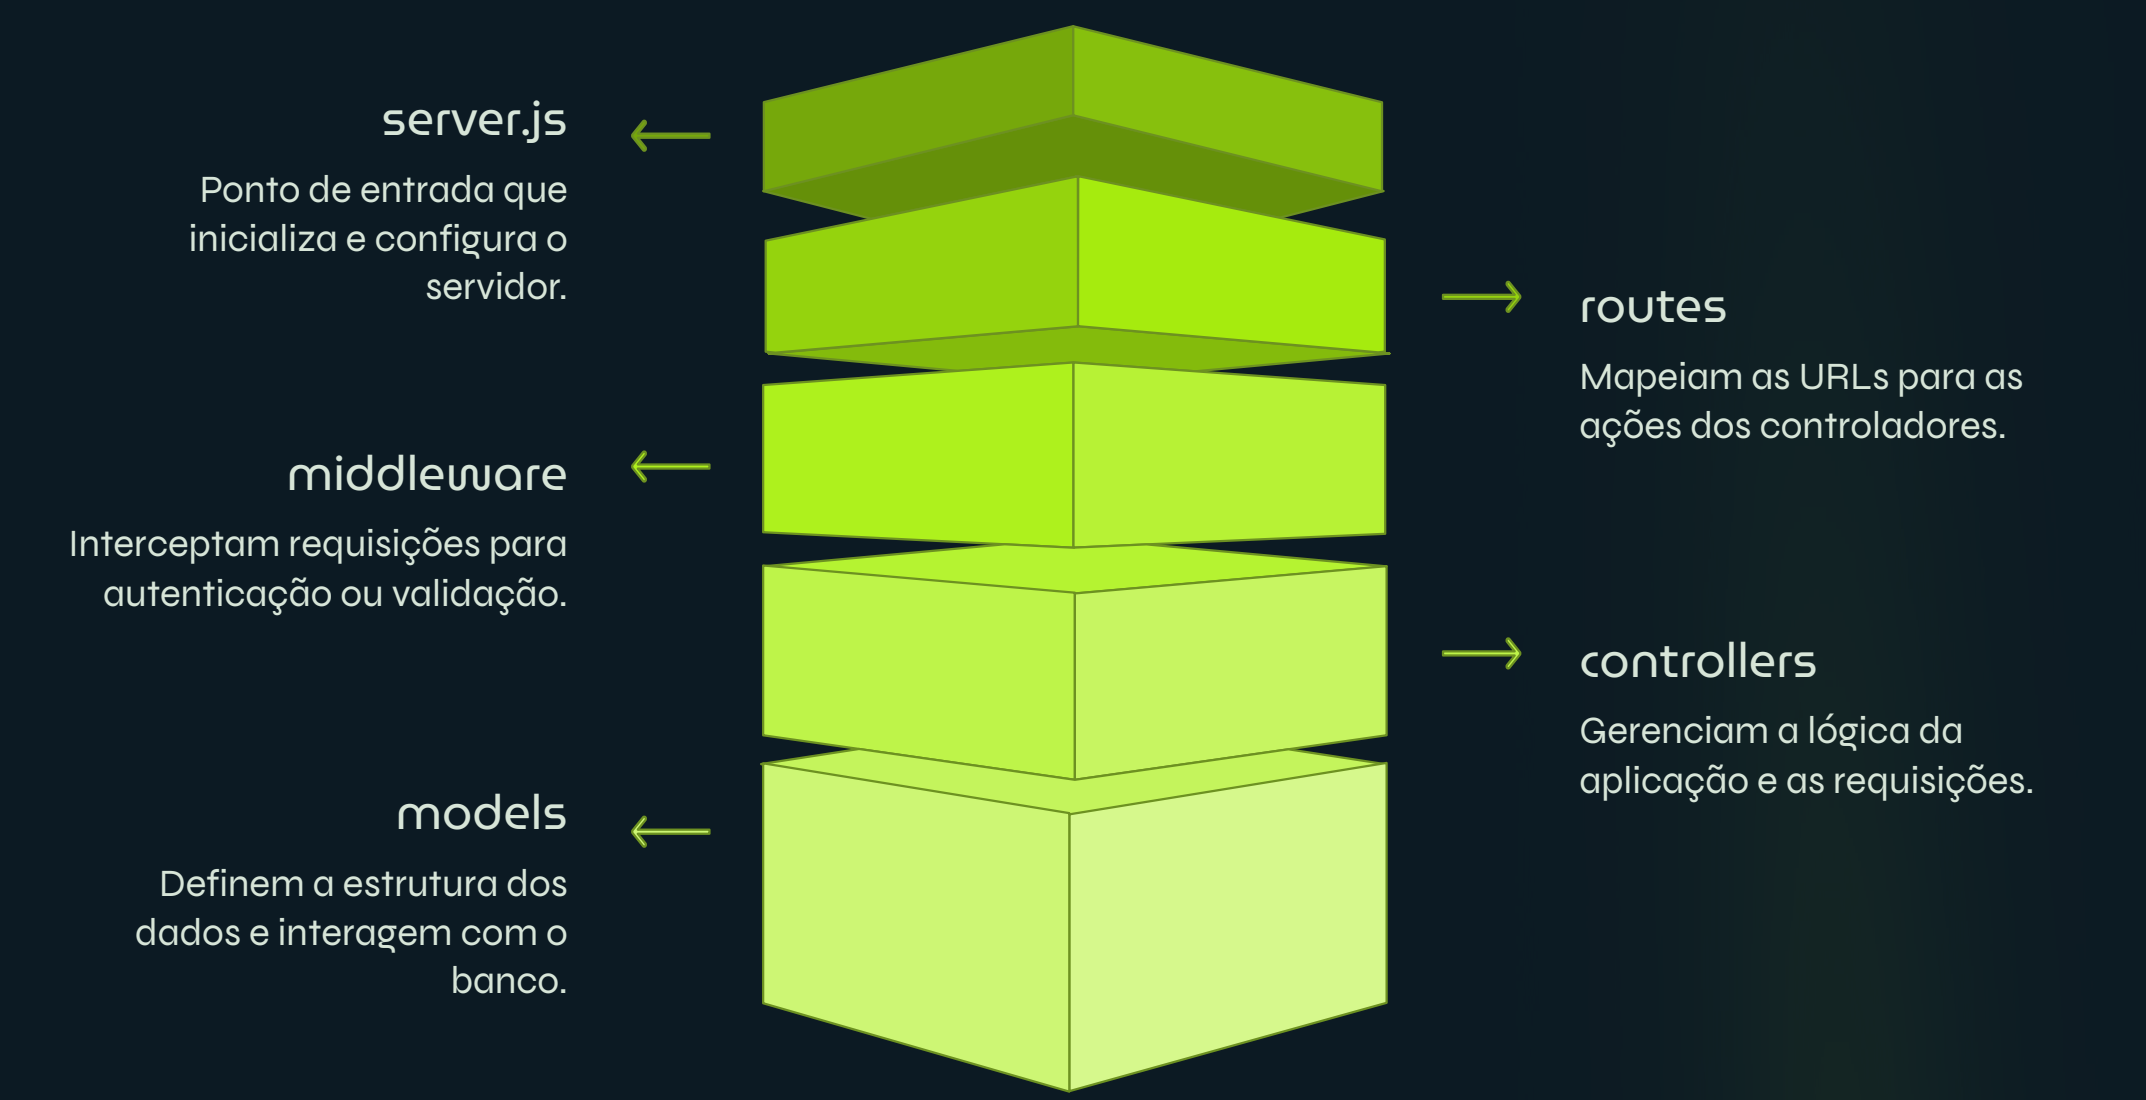 server.js
Ponto de entrada que
inicializa e configura o
servidor.
routes
Mapeiam as URLs para as
ações dos controladores.
middleware
Interceptam requisições para
autenticação ou validação.
controllers
Gerenciam a lógica da
aplicação e as requisições.
models
Definem a estrutura dos
dados e interagem com o
banco.